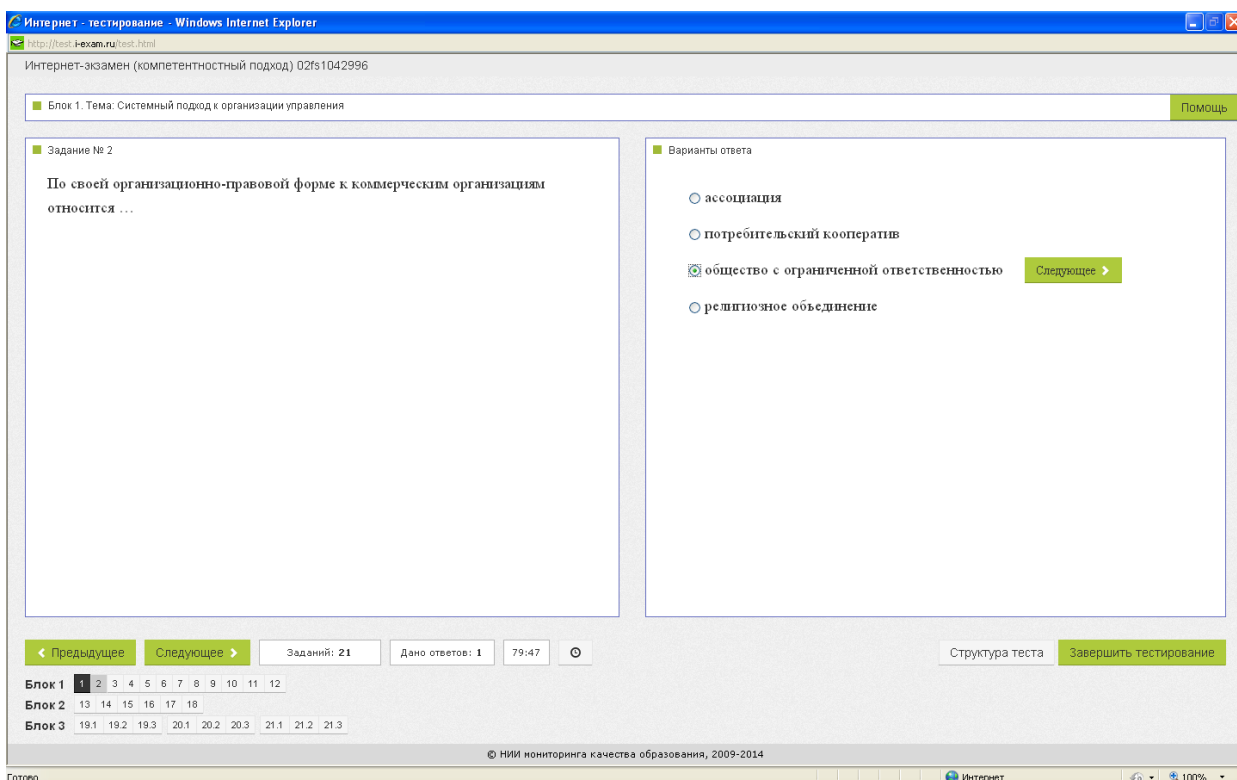 Интернет - тестирование - Windows Internet Explorer
http://test.i-exam.ru/test.html
Интернет-экзамен (компетентностный подход) 02fs1042996
Блок 1. Тема: Системный подход к организации управления
Помощь
Задание № 2
По своей организационно-правовой форме к коммерческим организациям
относится …
Варианты ответа
ассоциация
потребительский кооператив
общество с ограниченной ответственностью
Следующее
религиозное объединение
Предыдущее
Следующее
Заданий: 21
Дано ответов: 1
79:47
Структура теста
Завершить тестирование
Блок 1 1 2 3 4 5 6 7 8 9 10 11 12
Блок 2 13 14 15 16 17 18
Блок 3 19.1 19.2 19.3 20.1 20.2 20.3 21.1 21.2 21.3
© НИИ мониторинга качества образования, 2009-2014
Готово
Интернет
100%